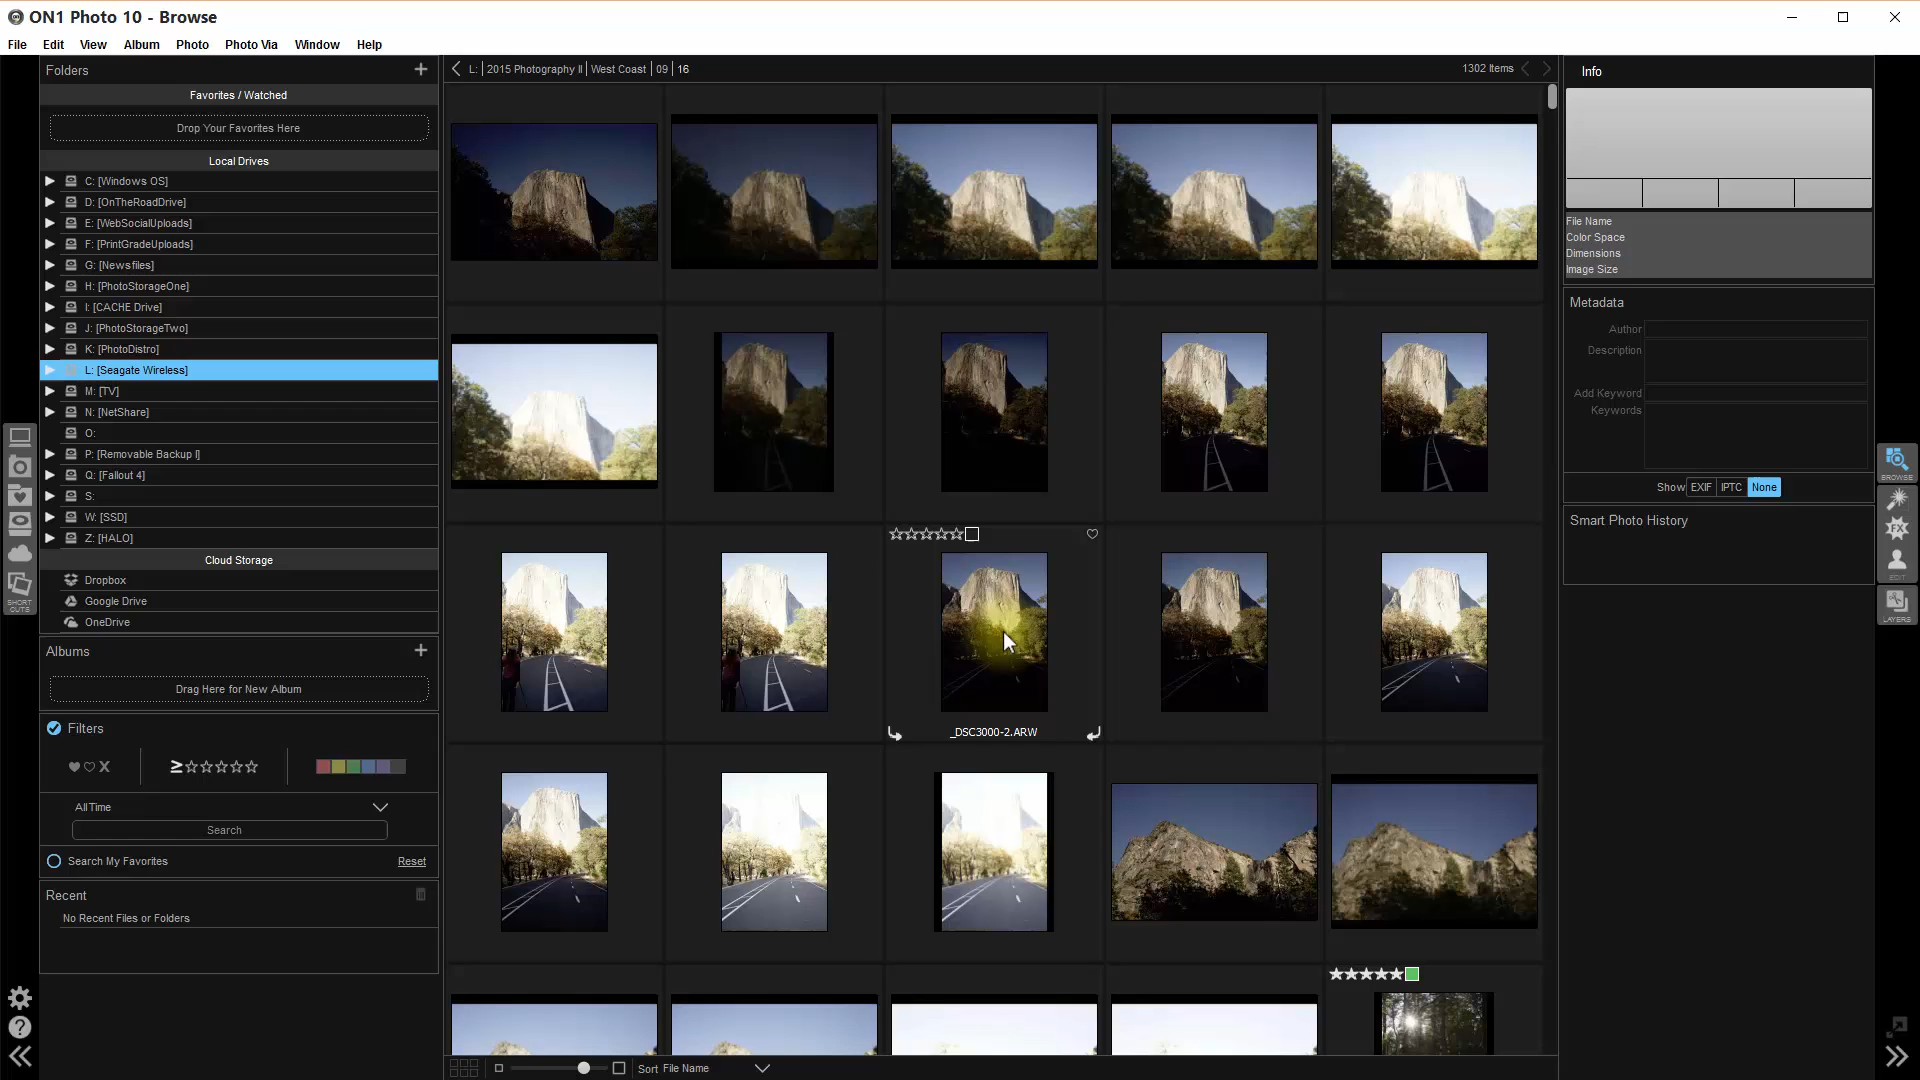 ON1 Photo 10 - Browse
File Edit View Album Photo Photo Via Window Help
Folders
Favorites / Watched
Drop Your Favorites Here
Local Drives
C: [Windows OS]
D: [OnTheRoadDrive]
E: [WebSocialUploads]
F: [PrintGradeUploads]
G: [Newsfiles]
H: [PhotoStorageOne]
I: [CACHE Drive]
J: [PhotoStorageTwo]
K: [PhotoDistro]
L: [Seagate Wireless]
M: [TV]
N: [NetShare]
O:
P: [Removable Backup I]
Q: [Fallout 4]
S:
W: [SSD]
Z: [HALO]
Cloud Storage
Dropbox
Google Drive
OneDrive
SHORT
CUTS
Albums
Drag Here for New Album
Filters
All Time
Search
Search My Favorites Reset
Recent
No Recent Files or Folders
L: 2015 Photography II West Coast 09 16
1302 Items
_DSC3000-2.ARW
Sort File Name
Info
File Name
Color Space
Dimensions
Image Size
Metadata
Author
Description
Add Keyword
Keywords
Show EXIF IPTC None
Smart Photo History
BROWSE
EDIT
LAYERS
FX